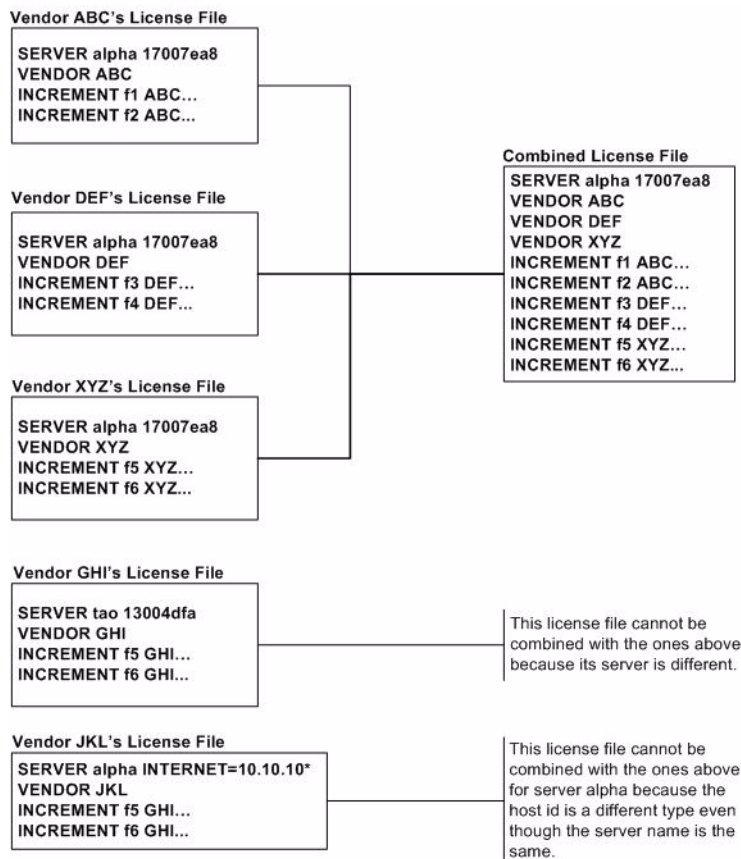 Vendor ABC's License File
SERVER alpha 17007ea8
VENDOR ABC
INCREMENT f1 ABC...
INCREMENT f2 ABC...
Vendor DEF's License File
SERVER alpha 17007ea8
VENDOR DEF
INCREMENT f3 DEF...
INCREMENT f4 DEF...
Vendor XYZ's License File
SERVER alpha 17007ea8
VENDOR XYZ
INCREMENT f5 XYZ...
INCREMENT f6 XYZ...
Combined License File
SERVER alpha 17007ea8
VENDOR ABC
VENDOR DEF
VENDOR XYZ
INCREMENT f1 ABC...
INCREMENT f2 ABC...
INCREMENT f3 DEF...
INCREMENT f4 DEF...
INCREMENT f5 XYZ...
INCREMENT f6 XYZ...
Vendor GHI's License File
SERVER tao 13004dfa
VENDOR GHI
INCREMENT f5 GHI...
INCREMENT f6 GHI...
This license file cannot be
combined with the ones above
because its server is different.
Vendor JKL's License File
SERVER alpha INTERNET=10.10.10*
VENDOR JKL
INCREMENT f5 GHI...
INCREMENT f6 GHI...
This license file cannot be
combined with the ones above
for server alpha because the
host id is a different type even
though the server name is the
same.